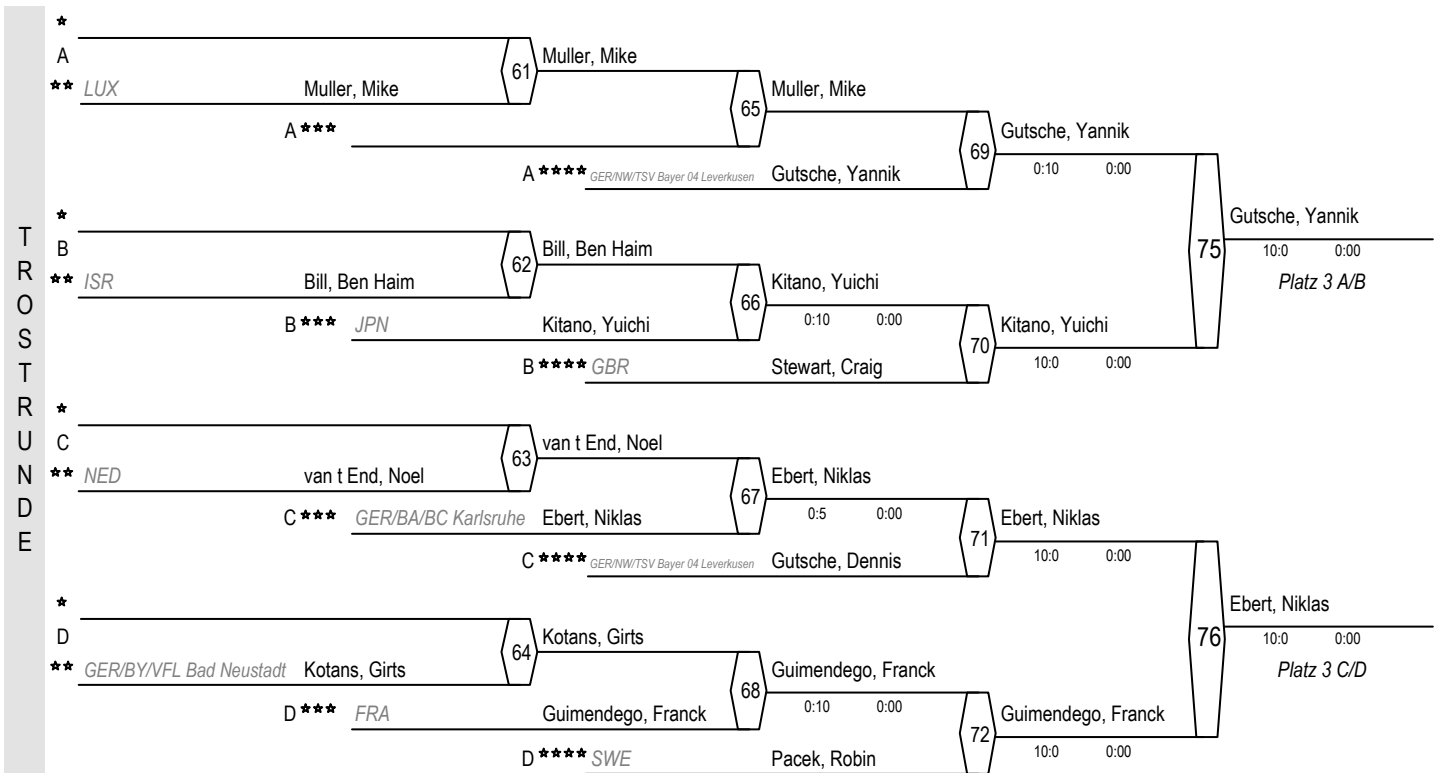 TROSTRUNDE
*
A
** LUX Muller, Mike
61
Muller, Mike
A ***
65
Muller, Mike
A **** GER/NW/TSV Bayer 04 Leverkusen Gutsche, Yannik
69
Gutsche, Yannik
0:10 0:00
*
B
** ISR Bill, Ben Haim
62
Bill, Ben Haim
B *** JPN Kitano, Yuichi
66
Kitano, Yuichi
0:10 0:00
B **** GBR Stewart, Craig
70
Kitano, Yuichi
10:0 0:00
75
Gutsche, Yannik
10:0 0:00
Platz 3 A/B
*
C
** NED van t End, Noel
63
van t End, Noel
C *** GER/BA/BC Karlsruhe Ebert, Niklas
67
Ebert, Niklas
0:5 0:00
C **** GER/NW/TSV Bayer 04 Leverkusen Gutsche, Dennis
71
Ebert, Niklas
10:0 0:00
*
D
** GER/BY/VFL Bad Neustadt Kotans, Girts
64
Kotans, Girts
D *** FRA Guimendego, Franck
68
Guimendego, Franck
0:10 0:00
D **** SWE Pacek, Robin
72
Guimendego, Franck
10:0 0:00
76
Ebert, Niklas
10:0 0:00
Platz 3 C/D